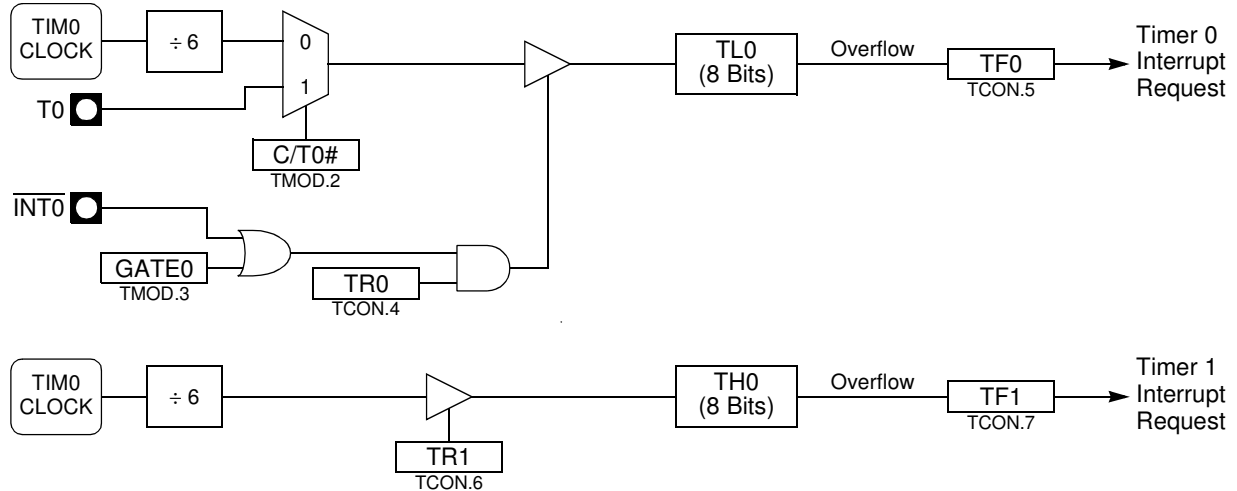 TIM0
CLOCK
÷ 6
0
1
T0
C/T0#
TMOD.2
TL0
(8 Bits)
Overflow
TF0
TCON.5
Timer 0
Interrupt
Request
INT0
GATE0
TMOD.3
TR0
TCON.4
TIM0
CLOCK
÷ 6
TR1
TCON.6
TH0
(8 Bits)
Overflow
TF1
TCON.7
Timer 1
Interrupt
Request